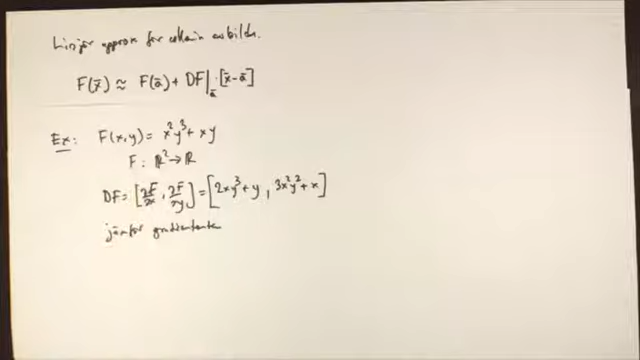 Linjär approx för allmän avbildn.
F(x̄) ≈ F(ā) + DF|ā · [x̄-ā]
Ex: F(x,y) = x²y³ + xy
F: ℝ² → ℝ
DF = [∂F/∂x, ∂F/∂y] = [2xy³ + y, 3x²y² + x]
jämför gradienten